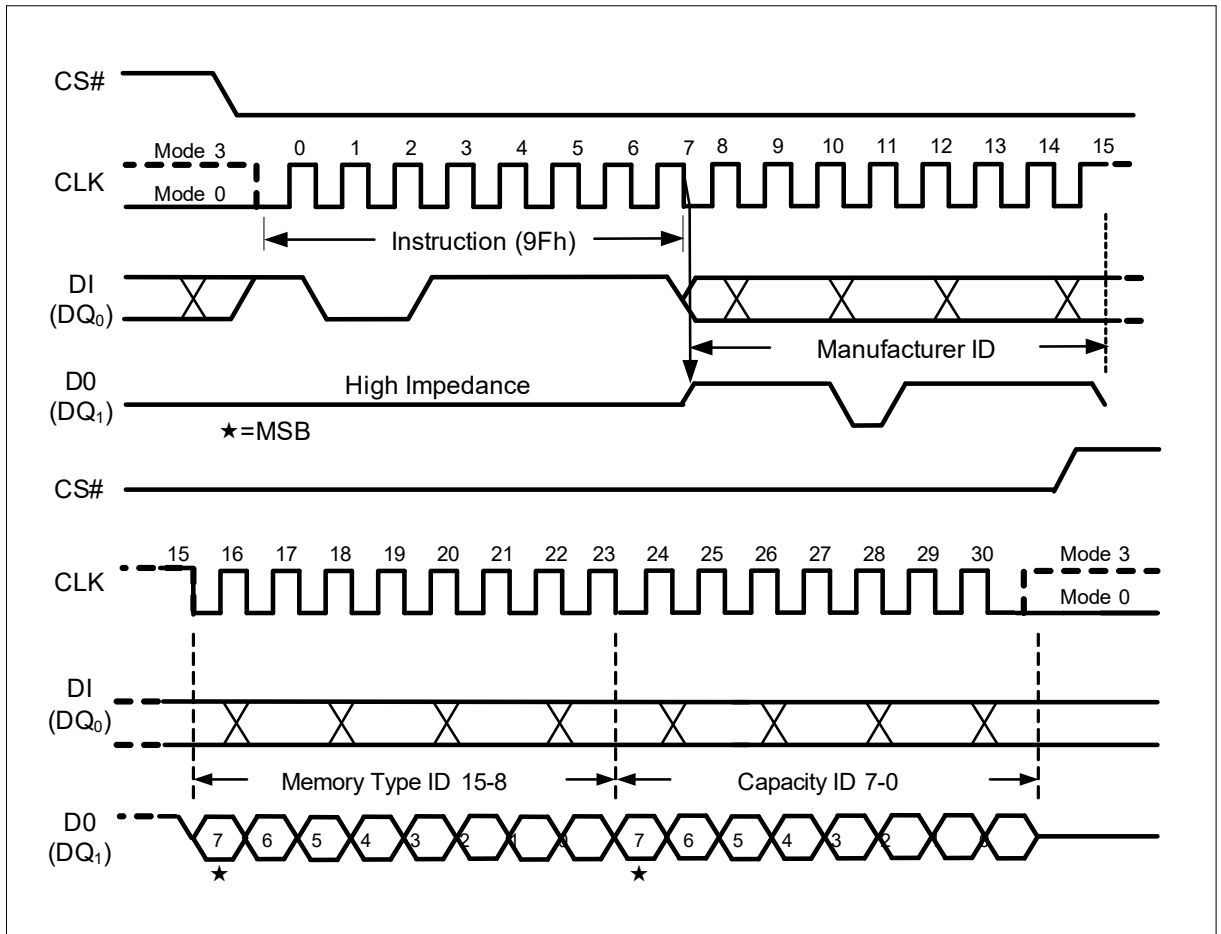 CS#
Mode 3
0 1 2 3 4 5 6 7 8 9 10 11 12 13 14 15
CLK
Mode 0
Instruction (9Fh)
DI
(DQ0)
Manufacturer ID
D0
(DQ1)
High Impedance
★=MSB
CS#
15 16 17 18 19 20 21 22 23 24 25 26 27 28 29 30
Mode 3
CLK
Mode 0
DI
(DQ0)
Memory Type ID 15-8
Capacity ID 7-0
D0
(DQ1)
7 6 5 4 3 2 1 0 7 6 5 4 3 2
★ ★